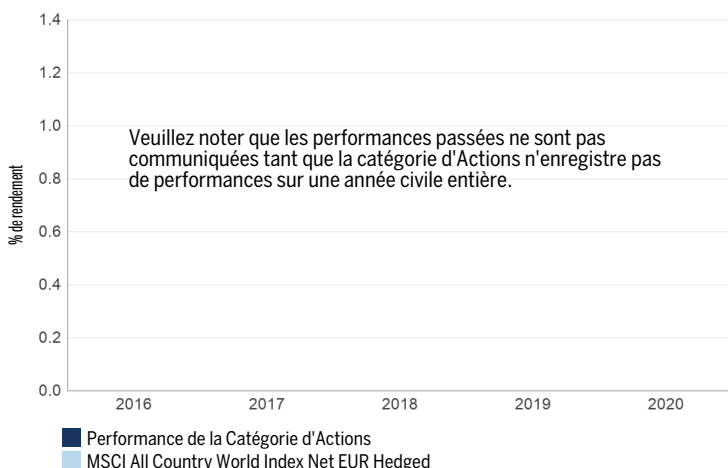 1.4
1.2
1.0
0.8
0.6
0.4
0.2
0.0
% de rendement
Veuillez noter que les performances passées ne sont pas
communiquées tant que la catégorie d'Actions n'enregistre pas
de performances sur une année civile entière.
2016 2017 2018 2019 2020
Performance de la Catégorie d'Actions
MSCI All Country World Index Net EUR Hedged